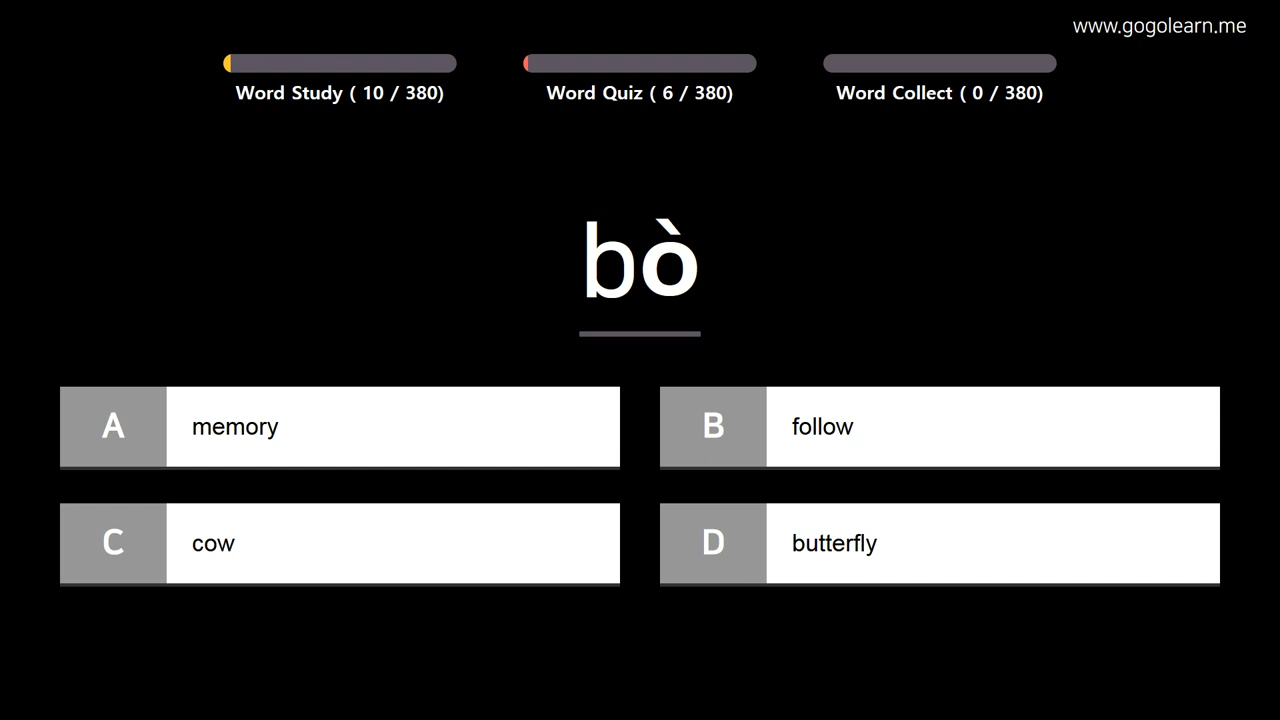 www.gogolearn.me
Word Study ( 10 / 380)
Word Quiz ( 6 / 380)
Word Collect ( 0 / 380)
bò
A memory
B follow
C cow
D butterfly